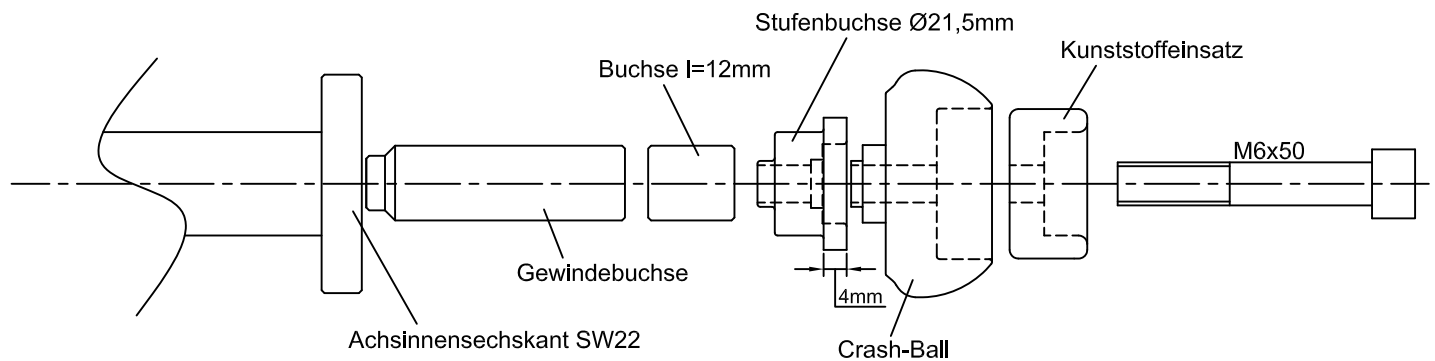 Stufenbuchse Ø21,5mm
Kunststoffeinsatz
Buchse l=12mm
M6x50
Gewindebuchse
4mm
Achsinnensechskant SW22
Crash-Ball